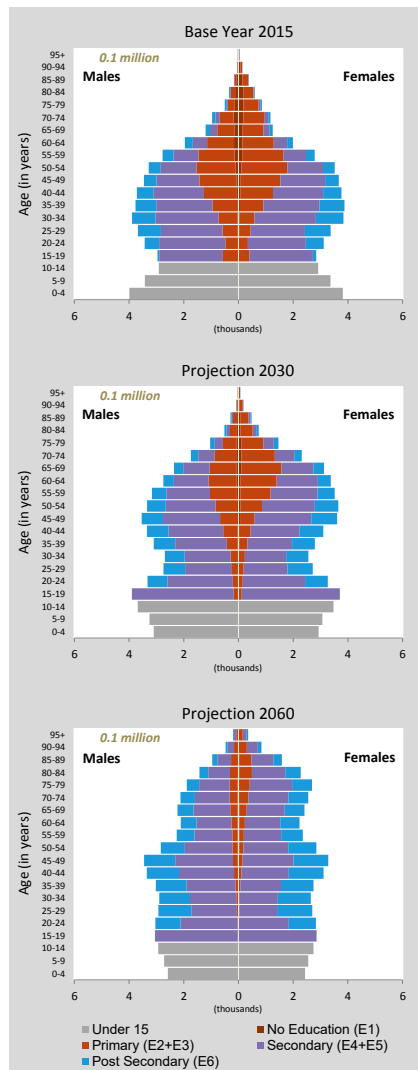 Base Year 2015
0.1 million
Males
Females
Age (in years)
95+
90-94
85-89
80-84
75-79
70-74
65-69
60-64
55-59
50-54
45-49
40-44
35-39
30-34
25-29
20-24
15-19
10-14
5-9
0-4
6 4 2 0 2 4 6
(thousands)
Projection 2030
0.1 million
Males
Females
Age (in years)
95+
90-94
85-89
80-84
75-79
70-74
65-69
60-64
55-59
50-54
45-49
40-44
35-39
30-34
25-29
20-24
15-19
10-14
5-9
0-4
6 4 2 0 2 4 6
(thousands)
Projection 2060
0.1 million
Males
Females
Age (in years)
95+
90-94
85-89
80-84
75-79
70-74
65-69
60-64
55-59
50-54
45-49
40-44
35-39
30-34
25-29
20-24
15-19
10-14
5-9
0-4
6 4 2 0 2 4 6
(thousands)
Under 15
No Education (E1)
Primary (E2+E3)
Secondary (E4+E5)
Post Secondary (E6)